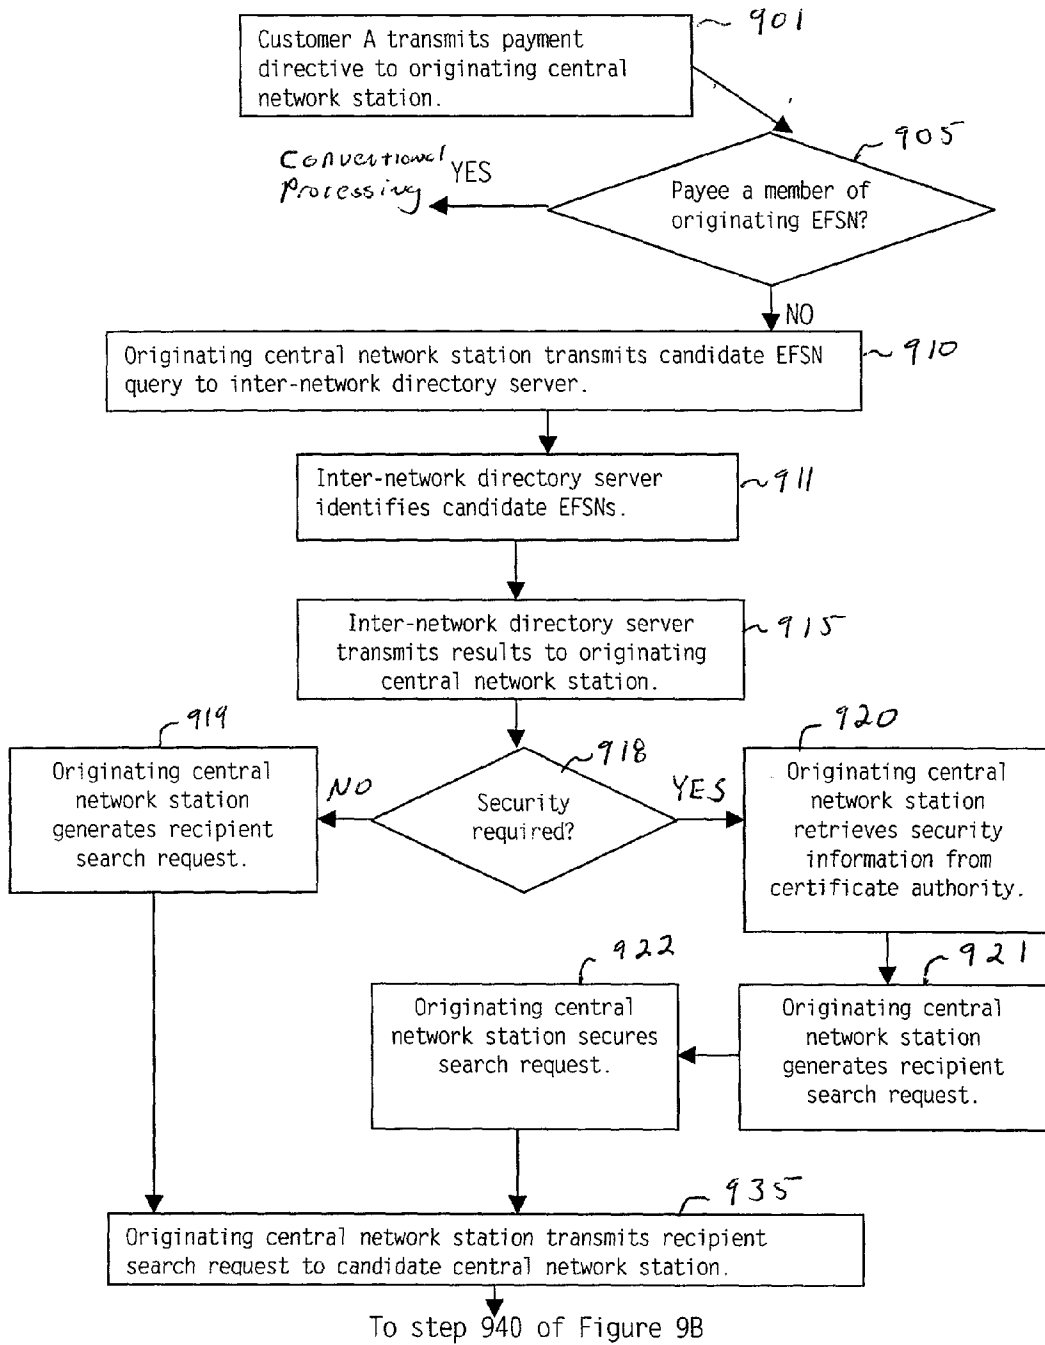 901
Customer A transmits payment
directive to originating central
network station.
905
Conventional
Processing
YES
Payee a member of
originating EFSN?
NO
Originating central network station transmits candidate EFSN
query to inter-network directory server.
910
Inter-network directory server
identifies candidate EFSNs.
911
Inter-network directory server
transmits results to originating
central network station.
915
919
Originating central
network station
generates recipient
search request.
NO
918
Security
required?
YES
920
Originating central
network station
retrieves security
information from
certificate authority.
922
Originating central
network station secures
search request.
921
Originating central
network station
generates recipient
search request.
935
Originating central network station transmits recipient
search request to candidate central network station.
To step 940 of Figure 9B